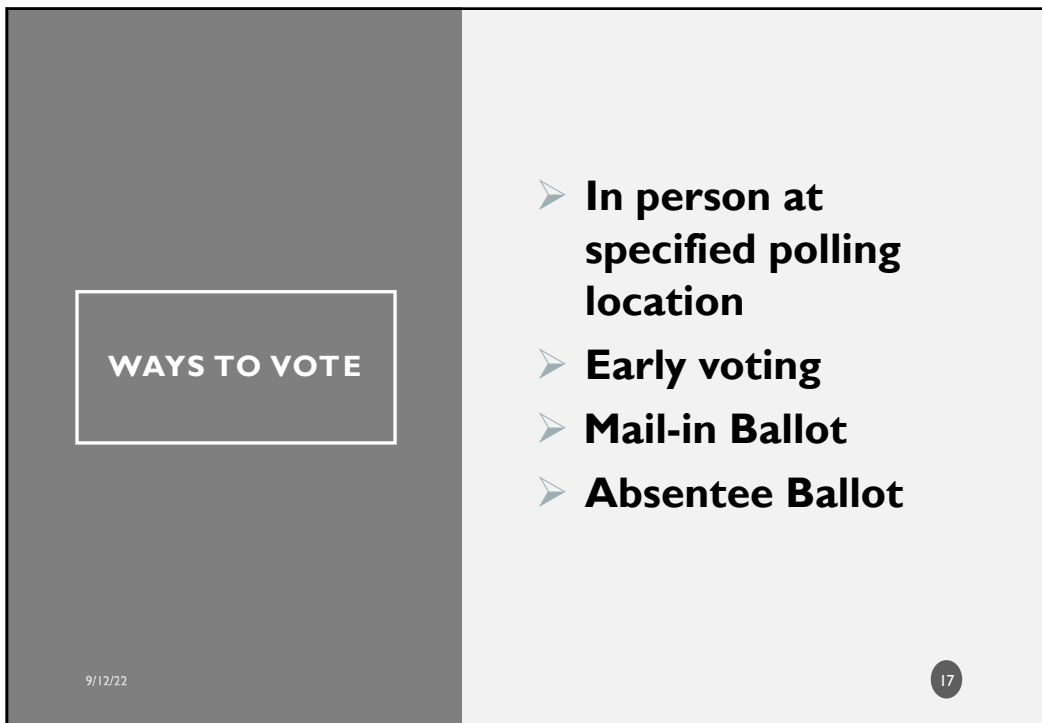 WAYS TO VOTE
➢ In person at
specified polling
location
➢ Early voting
➢ Mail-in Ballot
➢ Absentee Ballot
9/12/22
17